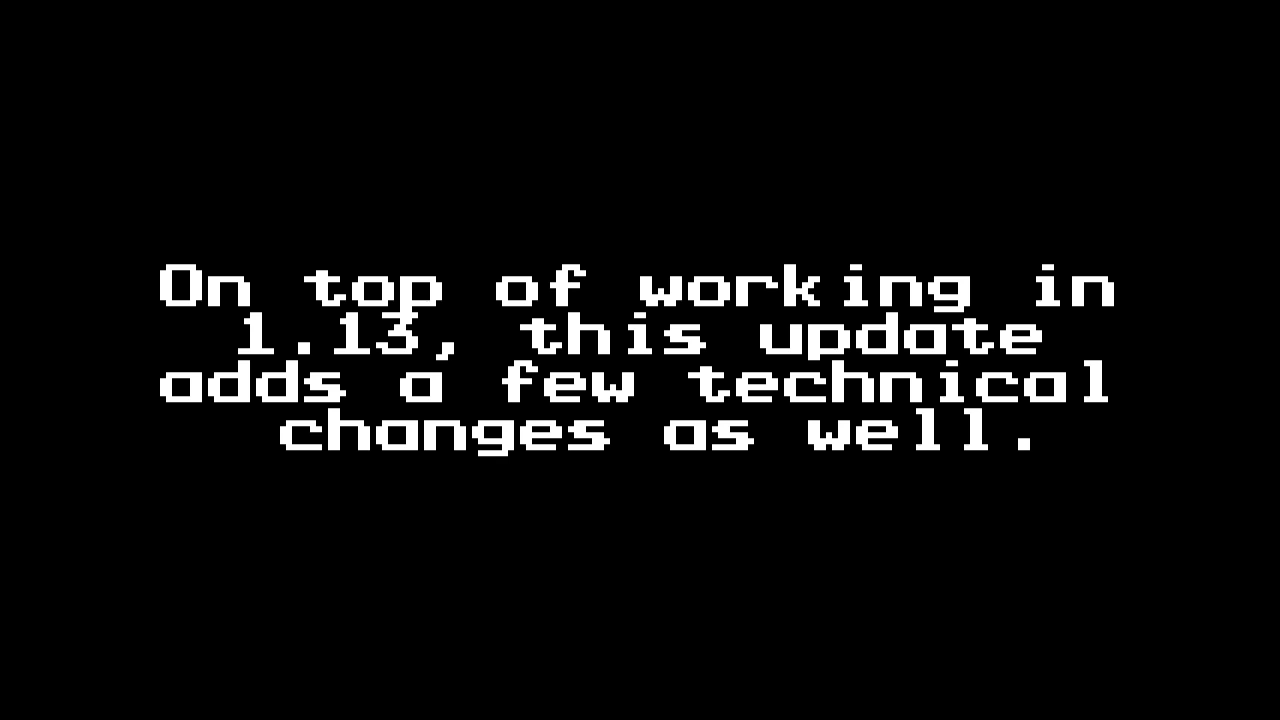 On top of working in
1.13, this update
adds a few technical
changes as well.